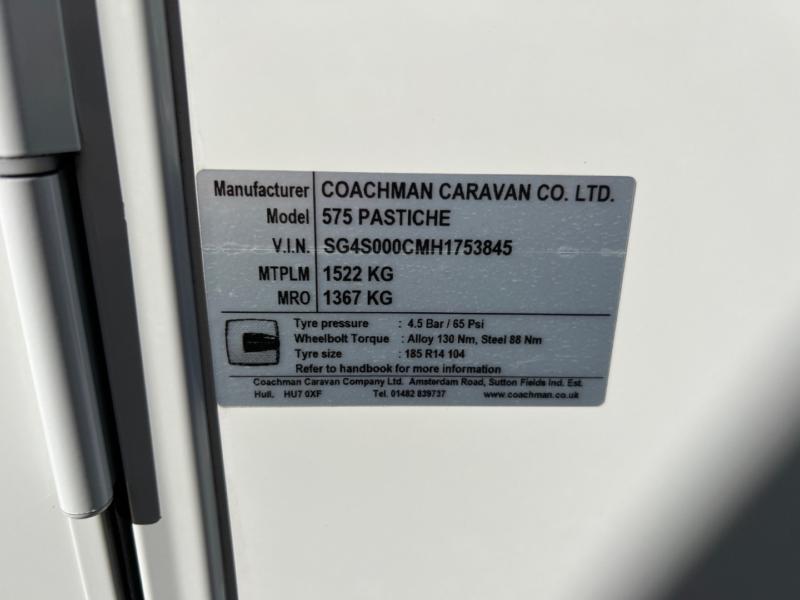 Manufacturer COACHMAN CARAVAN CO. LTD.
Model 575 PASTICHE
V.I.N. SG4S000CMH1753845
MTPLM 1522 KG
MRO 1367 KG
Tyre pressure : 4.5 Bar / 65 Psi
Wheelbolt Torque : Alloy 130 Nm, Steel 88 Nm
Tyre size : 185 R14 104
Refer to handbook for more information
Coachman Caravan Company Ltd. Amsterdam Road, Sutton Fields Ind. Est.
Hull. HU7 0XF Tel. 01482 839737 www.coachman.co.uk